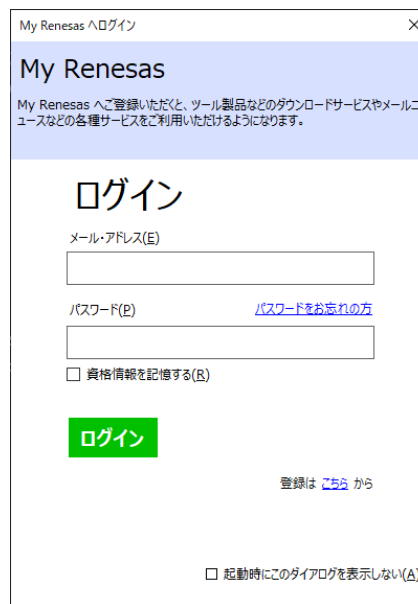 My Renesas へログイン
My Renesas
My Renesas へご登録いただくと、ツール製品などのダウンロードサービスやメールニ
ュースなどの各種サービスをご利用いただけるようになります。
ログイン
メール・アドレス(E)
パスワード(P) パスワードをお忘れの方
資格情報を記憶する(R)
ログイン
登録は こちら から
起動時にこのダイアログを表示しない(A)